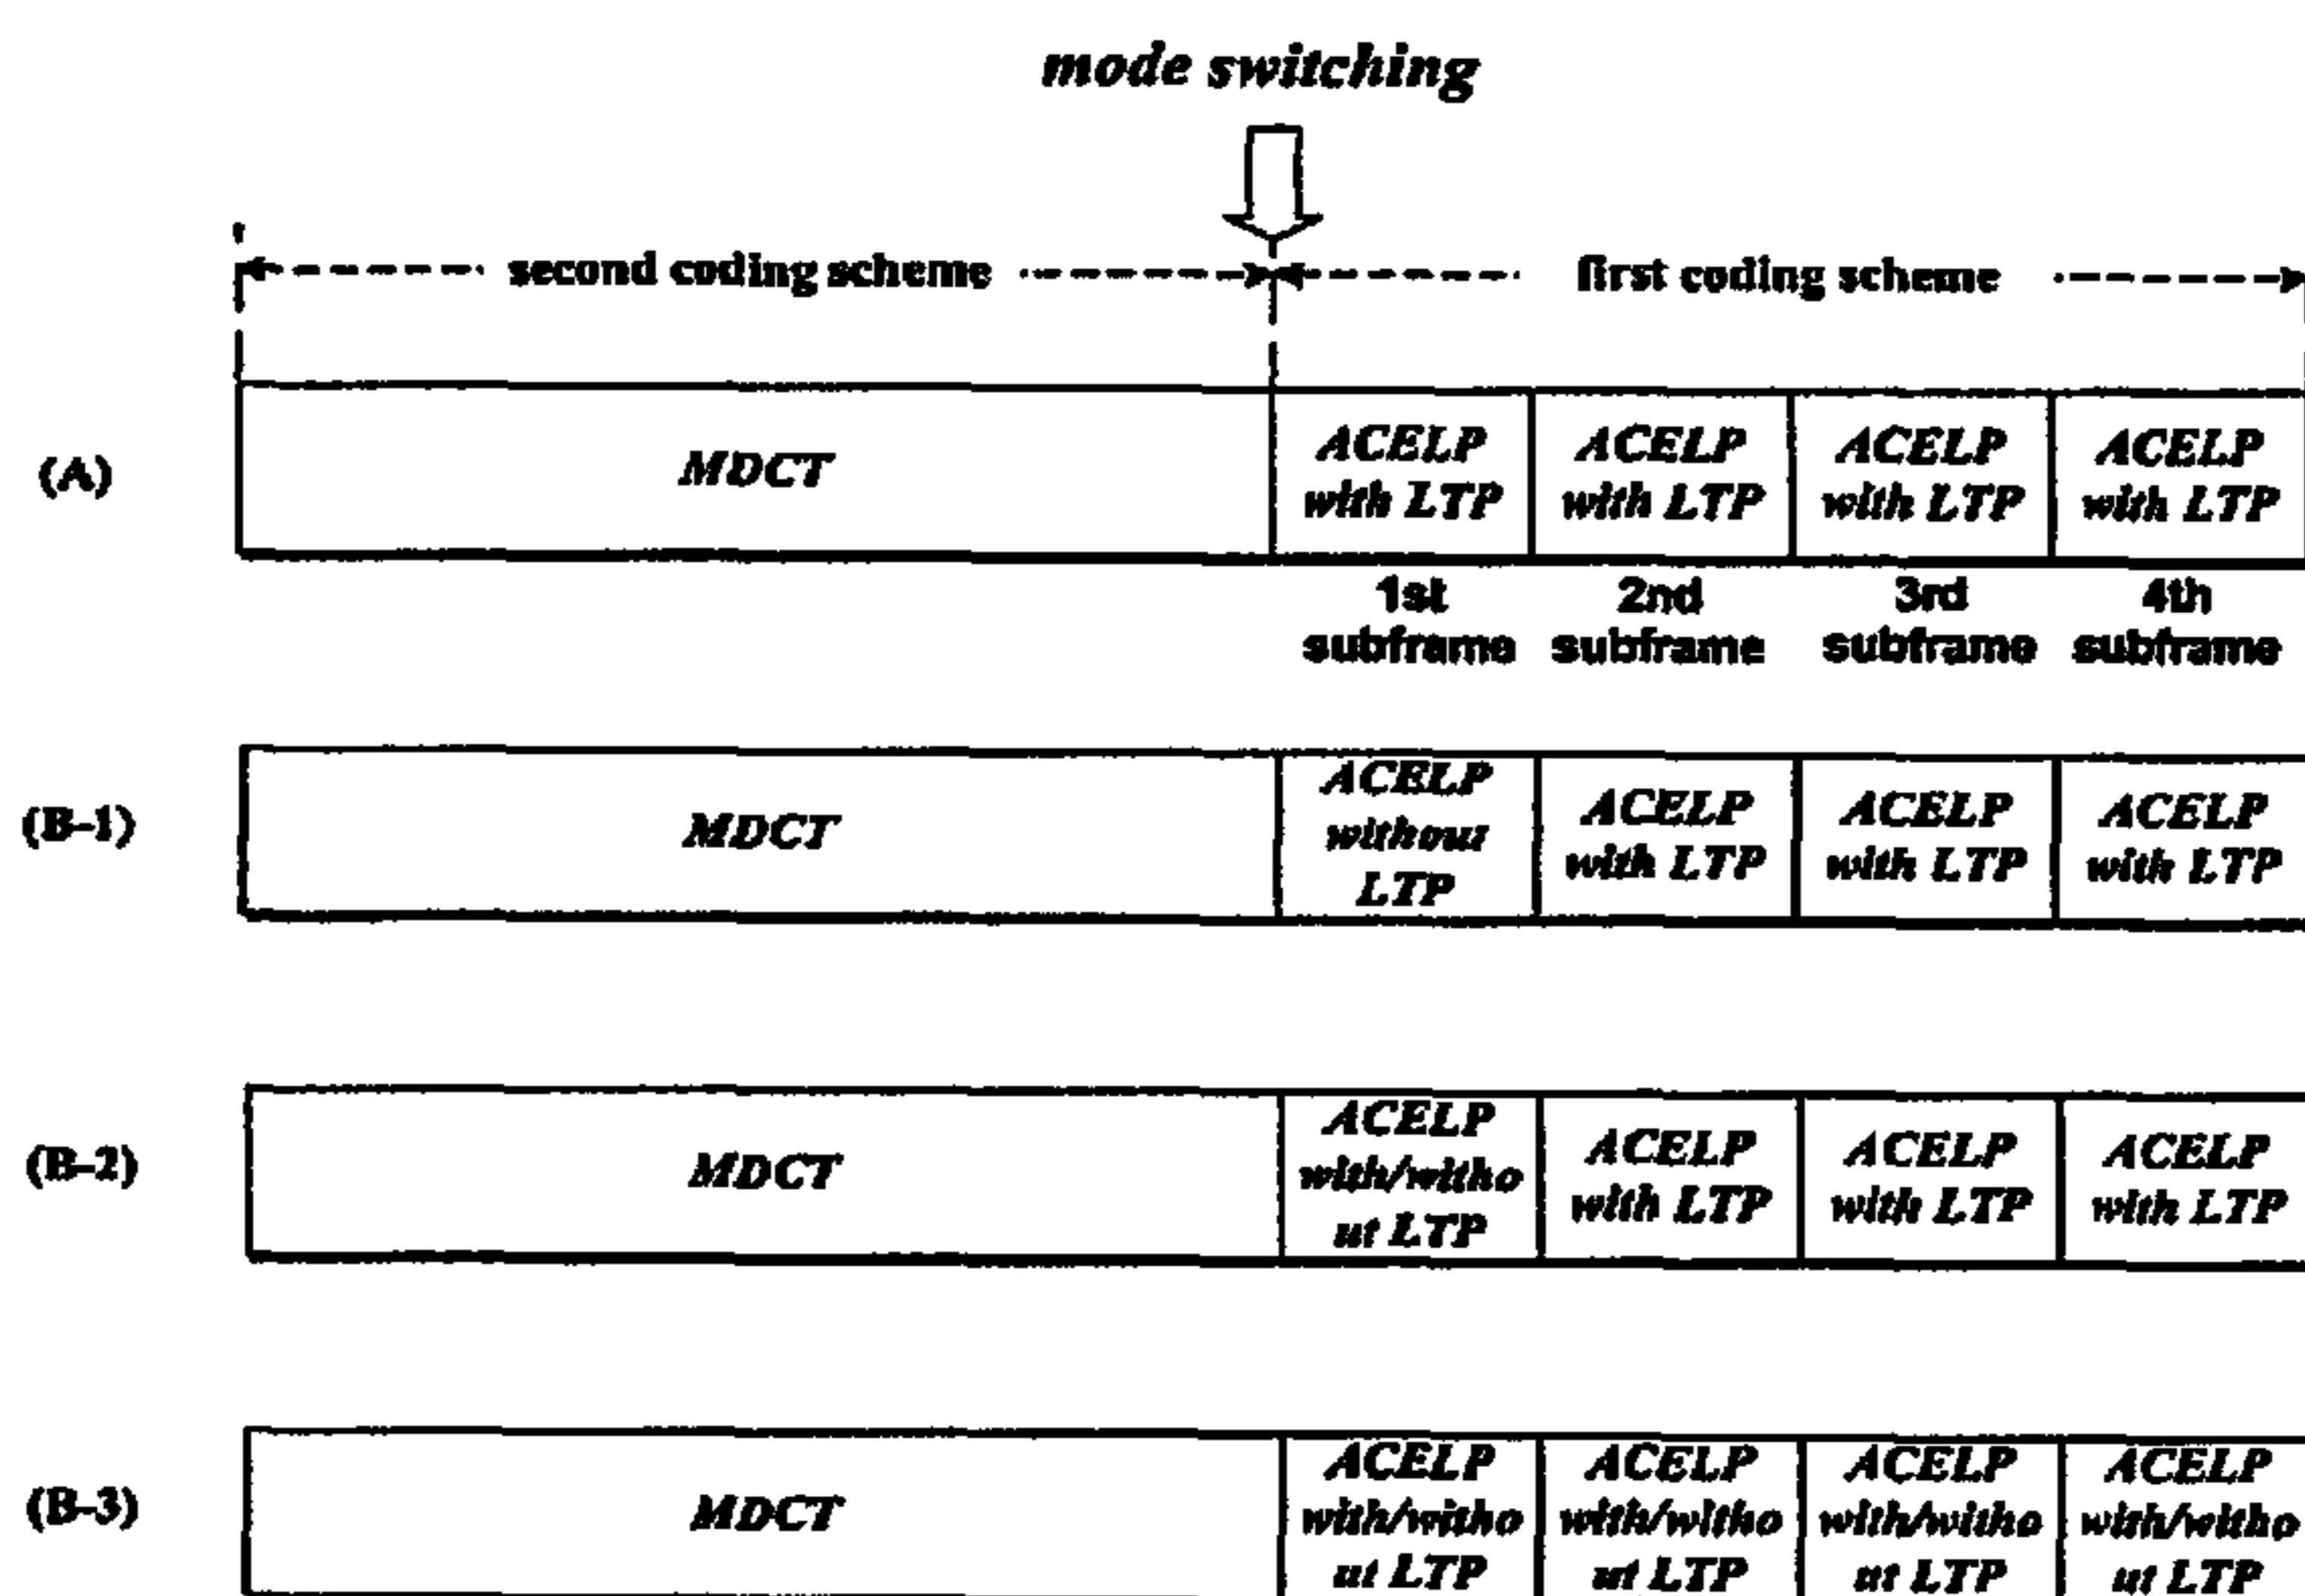 mode switching
second coding scheme
first coding scheme
(A)
MDCT
ACELP
with LTP
ACELP
with LTP
ACELP
with LTP
ACELP
with LTP
1st
subframe
2nd
subframe
3rd
subframe
4th
subframe
(B-1)
MDCT
ACELP
without
LTP
ACELP
with LTP
ACELP
with LTP
ACELP
with LTP
(B-2)
MDCT
ACELP
with/witho
ut LTP
ACELP
with LTP
ACELP
with LTP
ACELP
with LTP
(B-3)
MDCT
ACELP
with/witho
ut LTP
ACELP
with/witho
ut LTP
ACELP
with/witho
ut LTP
ACELP
with/witho
ut LTP